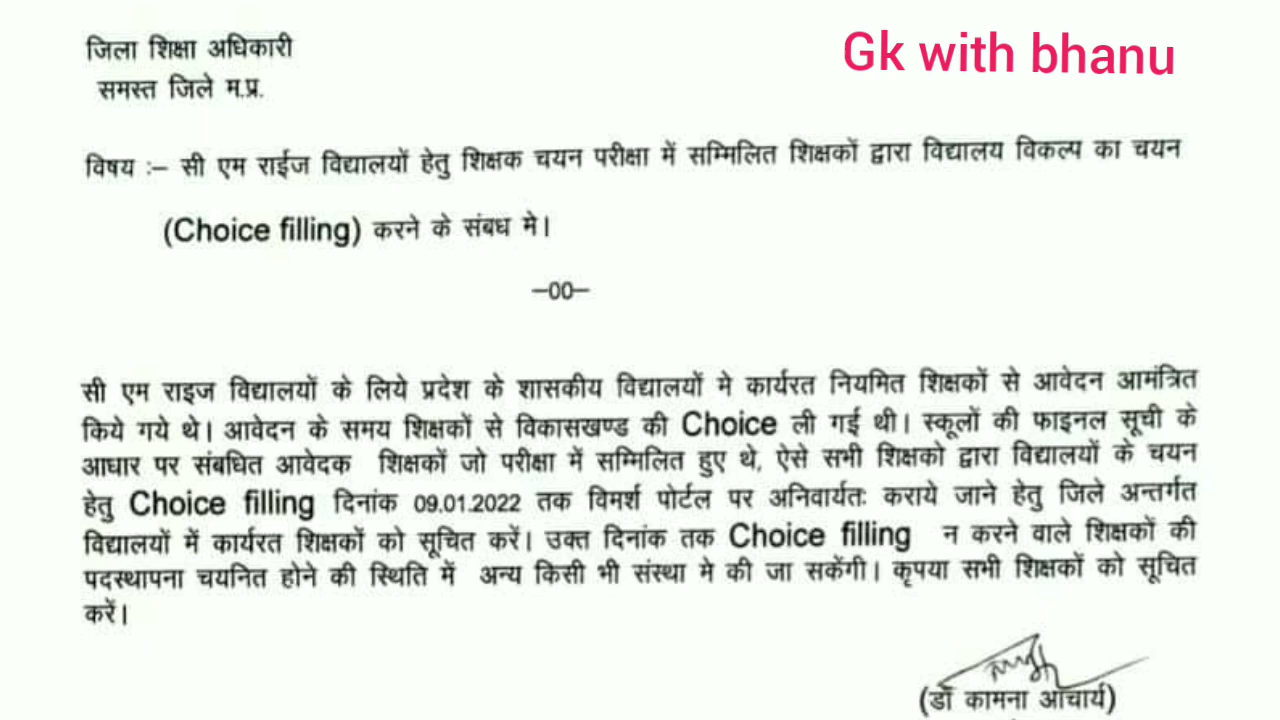 जिला शिक्षा अधिकारी
Gk with bhanu
समस्त जिले म.प्र.
विषय :– सी एम राईज विद्यालयों हेतु शिक्षक चयन परीक्षा में सम्मिलित शिक्षकों द्वारा विद्यालय विकल्प का चयन
(Choice filling) करने के संबध मे।
–00–
सी एम राइज विद्यालयों के लिये प्रदेश के शासकीय विद्यालयों मे कार्यरत नियमित शिक्षकों से आवेदन आमंत्रित
किये गये थे। आवेदन के समय शिक्षकों से विकासखण्ड की Choice ली गई थी। स्कूलों की फाइनल सूची के
आधार पर संबधित आवेदक शिक्षकों जो परीक्षा में सम्मिलित हुए थे, ऐसे सभी शिक्षको द्वारा विद्यालयों के चयन
हेतु Choice filling दिनांक 09.01.2022 तक विमर्श पोर्टल पर अनिवार्यतः कराये जाने हेतु जिले अन्तर्गत
विद्यालयों में कार्यरत शिक्षकों को सूचित करें। उक्त दिनांक तक Choice filling न करने वाले शिक्षकों की
पदस्थापना चयनित होने की स्थिति में अन्य किसी भी संस्था मे की जा सकेंगी। कृपया सभी शिक्षकों को सूचित
करें।
(डॉ कामना आचार्य)